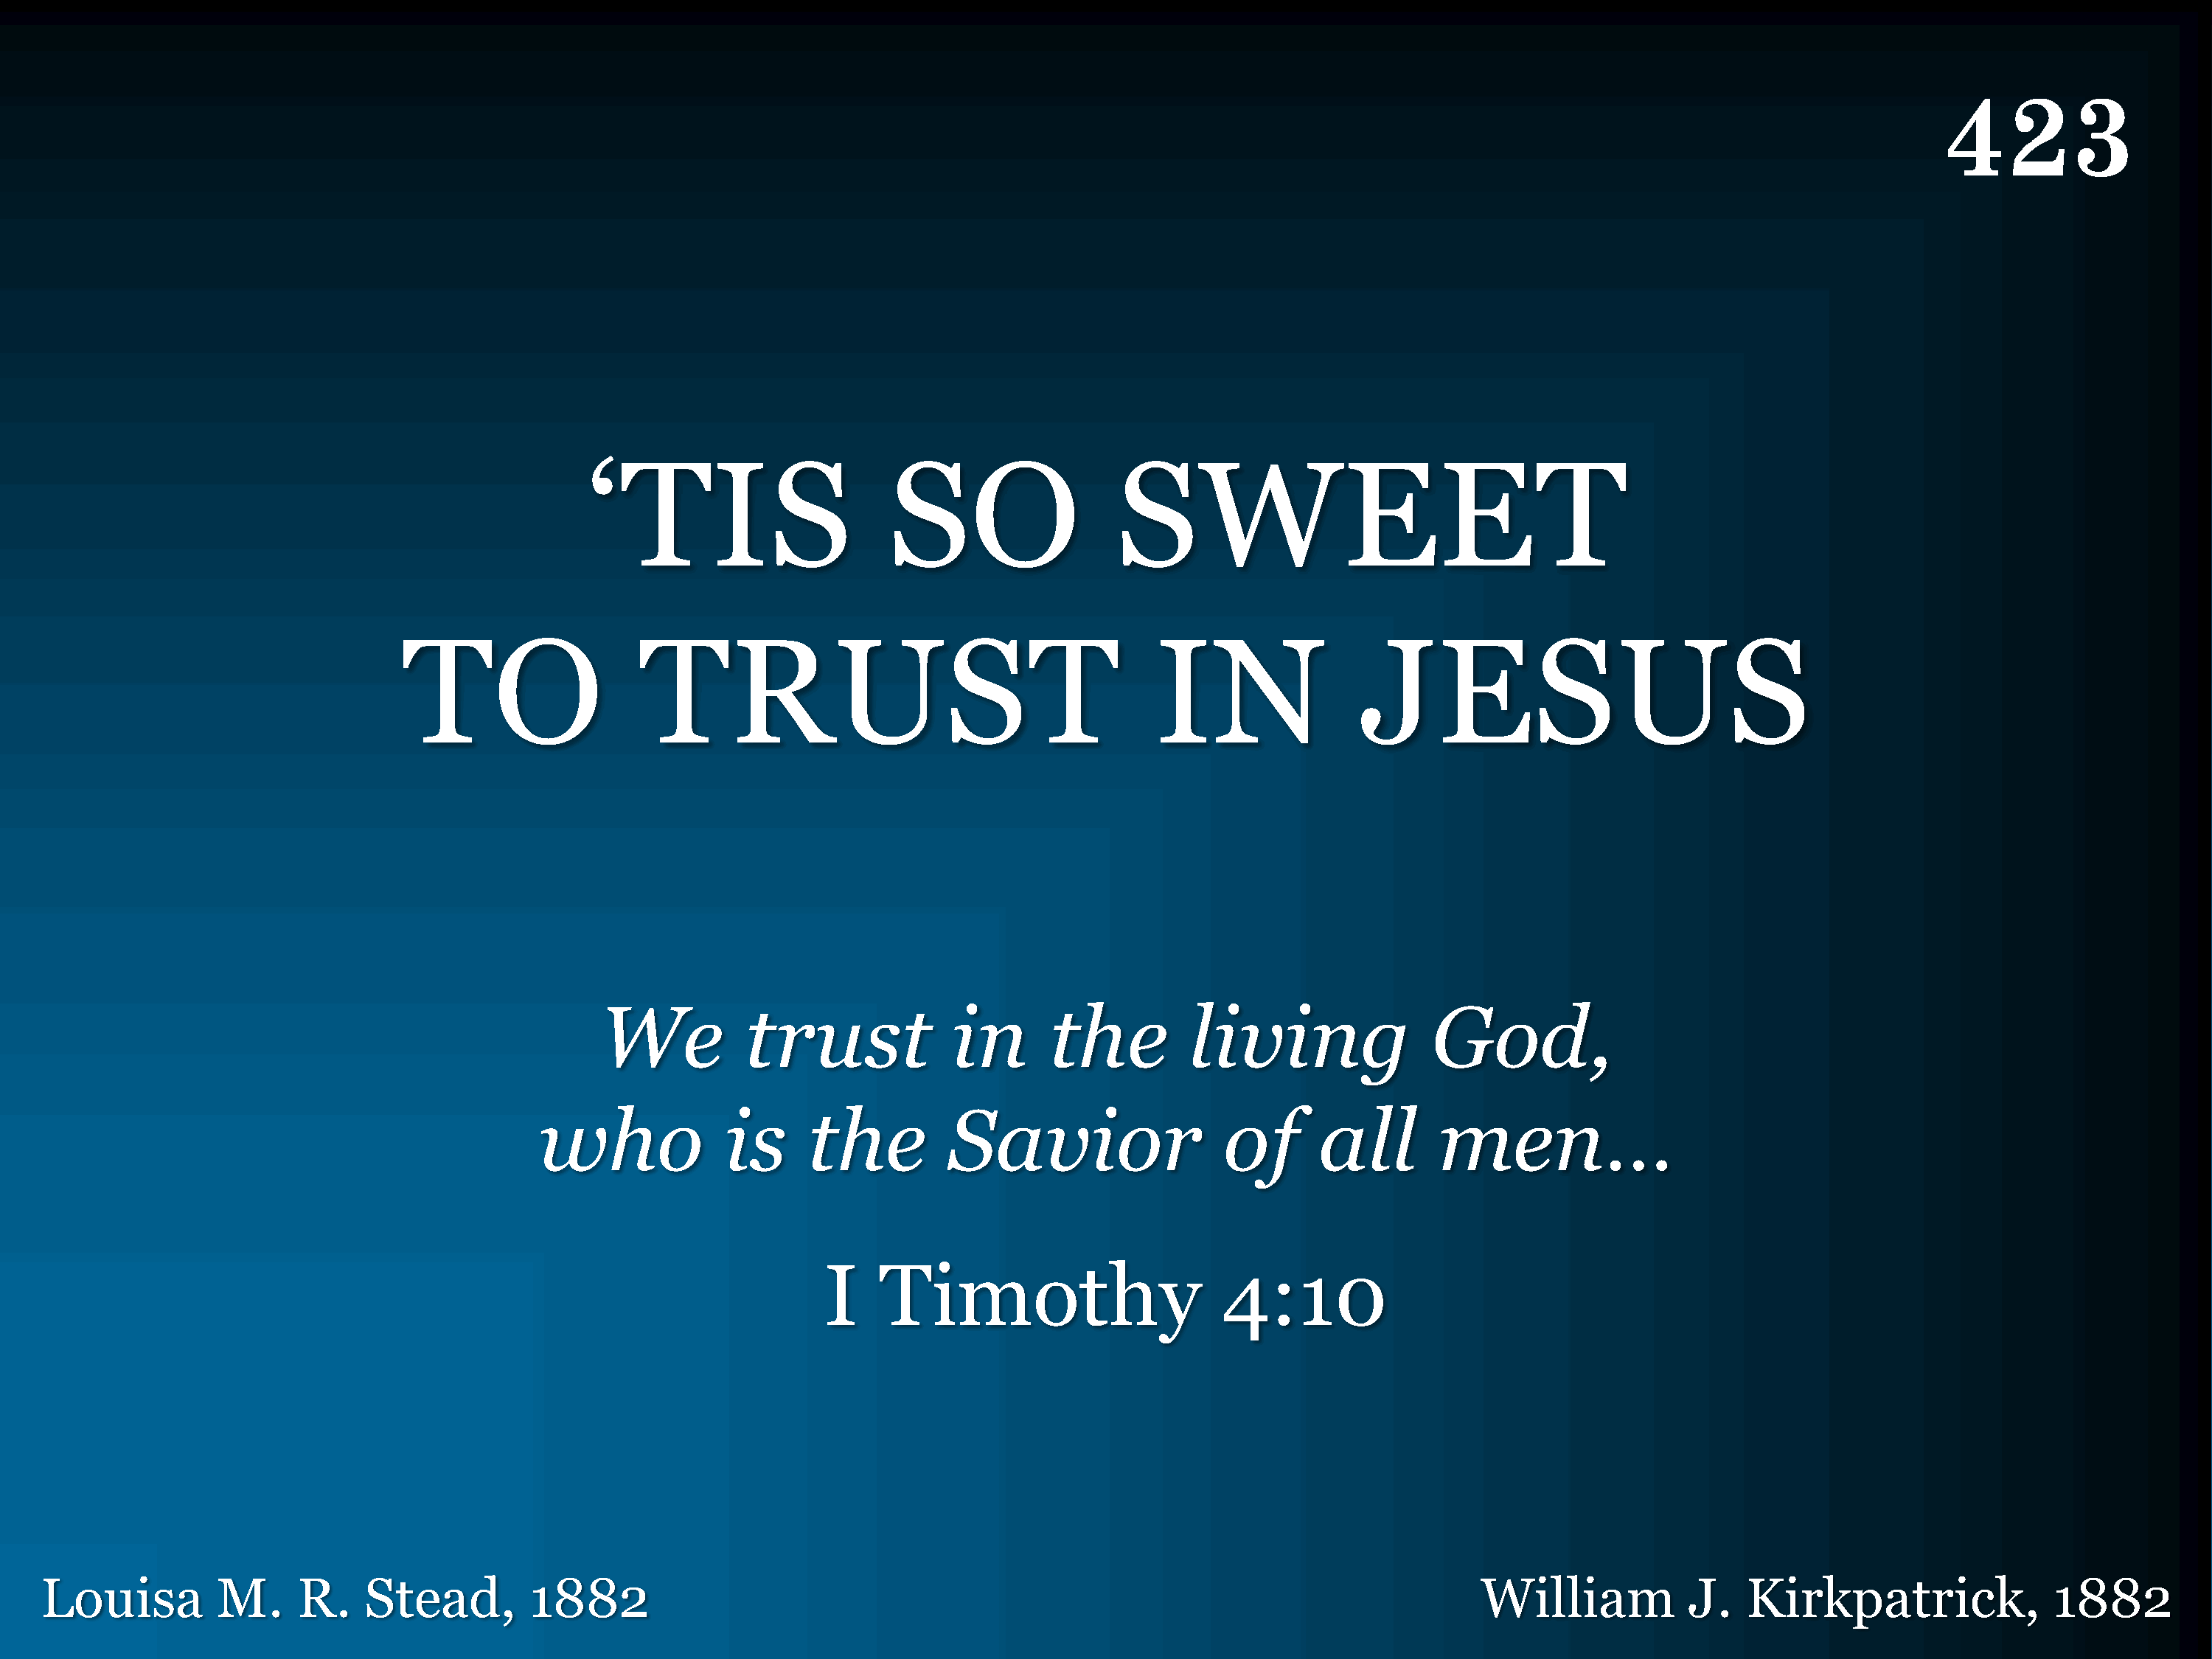 423
‘TIS SO SWEET
TO TRUST IN JESUS
We trust in the living God,
who is the Savior of all men…
I Timothy 4:10
Louisa M. R. Stead, 1882
William J. Kirkpatrick, 1882